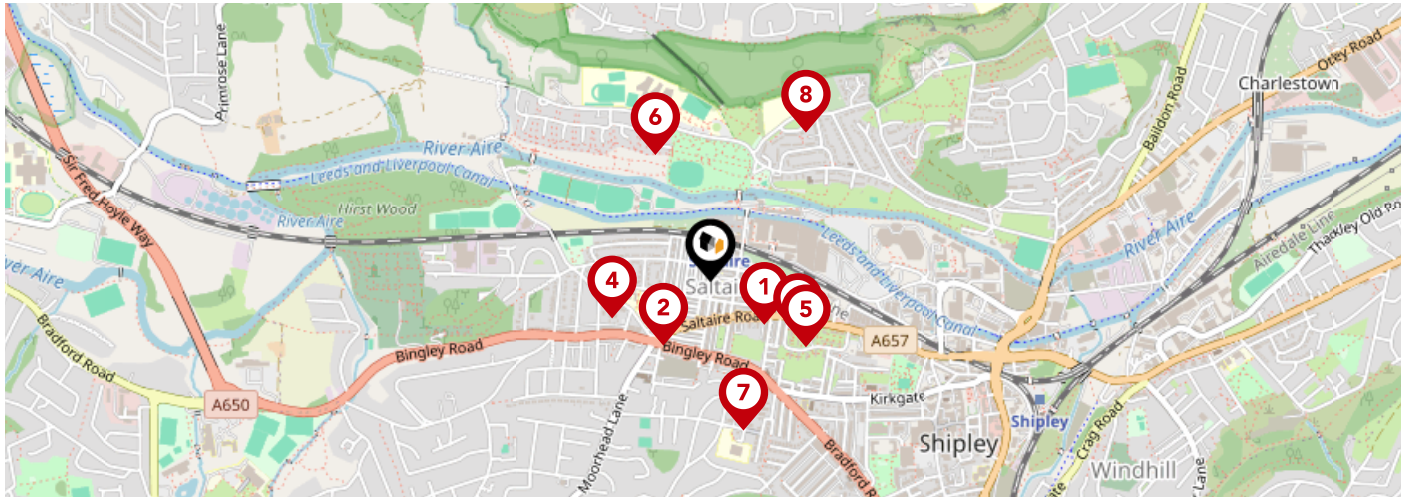 Primrose Lane
Otley Road
Charlestown
8
6
Baildon Road
River Aire
Leeds and Liverpool Canal
Sir Fred Hoyle Way
Hirst Wood
River Aire
River Aire
Thackley Old
Airedale Line
Leeds and Liverpool Canal
River Aire
4
1
2
5
Saltaire Road
Bradford Road
Bingley Road
Bingley Road
A657
7
Kirkgate
A650
Shipley
Shipley
Crag Road
Windhill
Moorhead Lane
Bradford
Lane